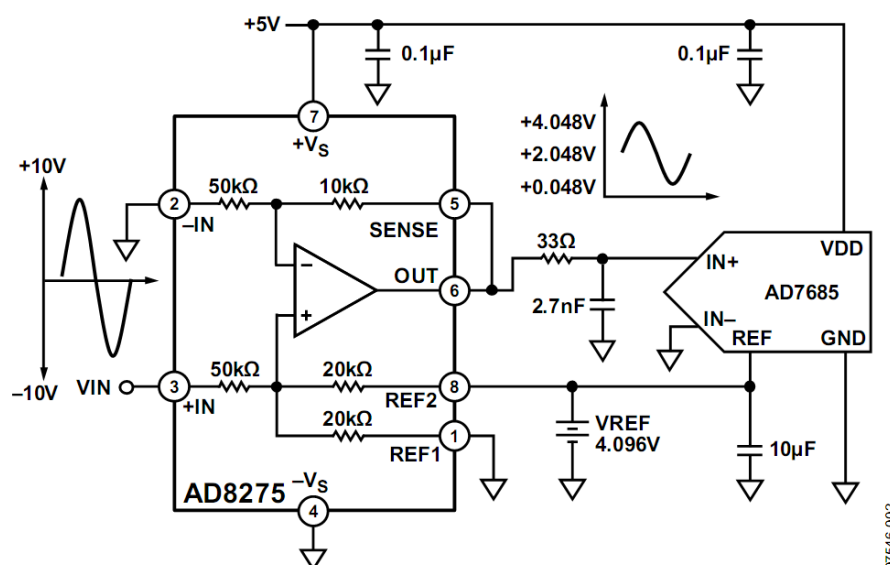 +5V
0.1µF
0.1µF
7
+VS
+4.048V
+2.048V
+0.048V
+10V
50kΩ
10kΩ
2
5
–IN
SENSE
33Ω
VDD
IN+
OUT
6
AD7685
2.7nF
IN–
REF
GND
50kΩ
20kΩ
–10V
VIN
3
8
+IN
REF2
20kΩ
VREF
4.096V
1
REF1
10µF
–VS
AD8275
4